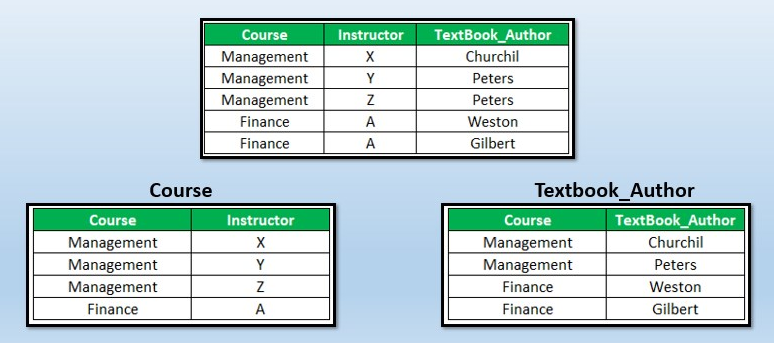 Course Instructor TextBook_Author
Management X Churchil
Management Y Peters
Management Z Peters
Finance A Weston
Finance A Gilbert
Course
Course Instructor
Management X
Management Y
Management Z
Finance A
Textbook_Author
Course TextBook_Author
Management Churchil
Management Peters
Finance Weston
Finance Gilbert